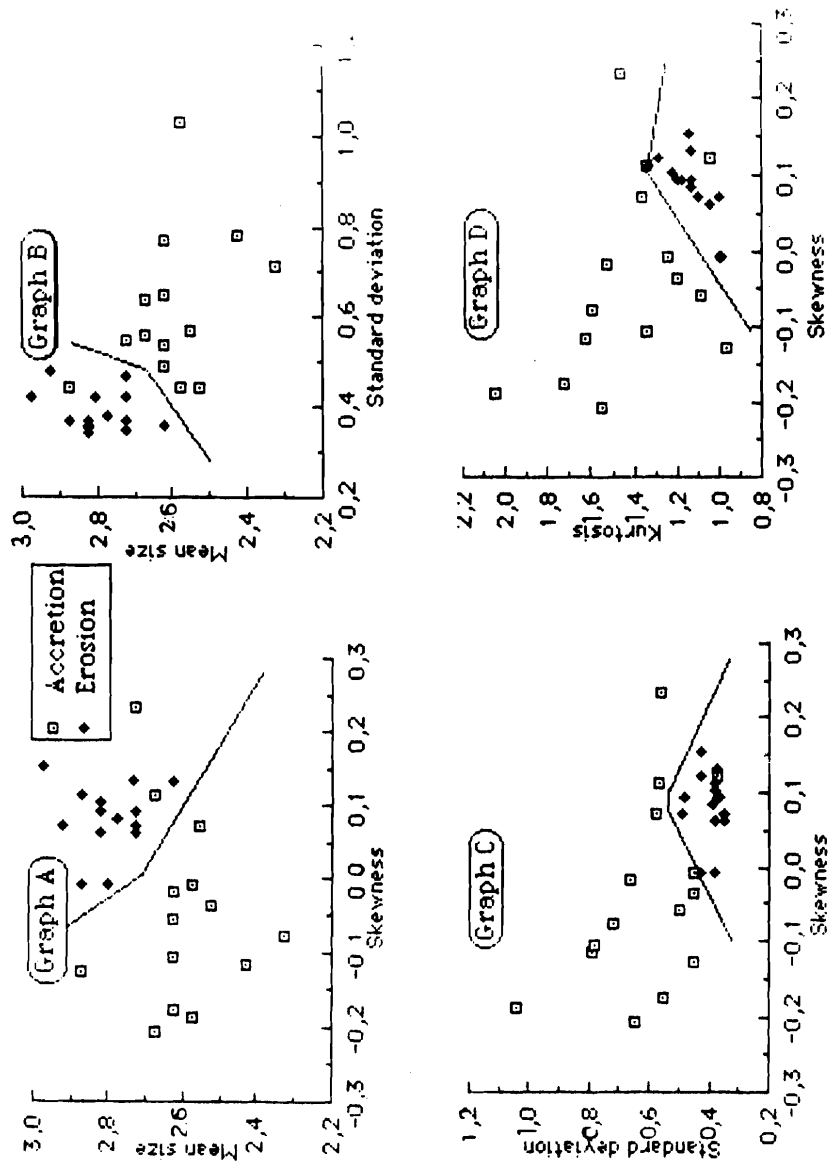 Graph A
Accretion
Erosion
Mean size
3,0
2,8
2,6
2,4
2,2
-0,3 -0,2 -0,1 0,0 0,1 0,2 0,3
Skewness
Graph B
Mean size
3,0
2,8
2,6
2,4
2,2
0,2 0,4 0,6 0,8 1,0
Standard deviation
Graph C
Standard deviation
1,2
1,0
0,8
0,6
0,4
0,2
-0,3 -0,2 -0,1 0,0 0,1 0,2 0,3
Skewness
Graph D
Kurtosis
2,2
2,0
1,8
1,6
1,4
1,2
1,0
0,8
-0,3 -0,2 -0,1 0,0 0,1 0,2 0,3
Skewness